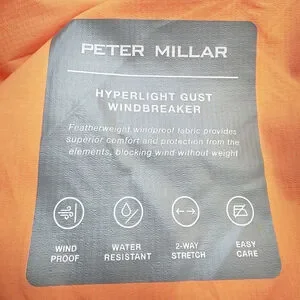 PETER MILLAR
HYPERLIGHT GUST
WINDBREAKER
Featherweight windproof fabric provides
superior comfort and protection from the
elements, blocking wind without weight
WIND
PROOF
WATER
RESISTANT
2-WAY
STRETCH
EASY
CARE